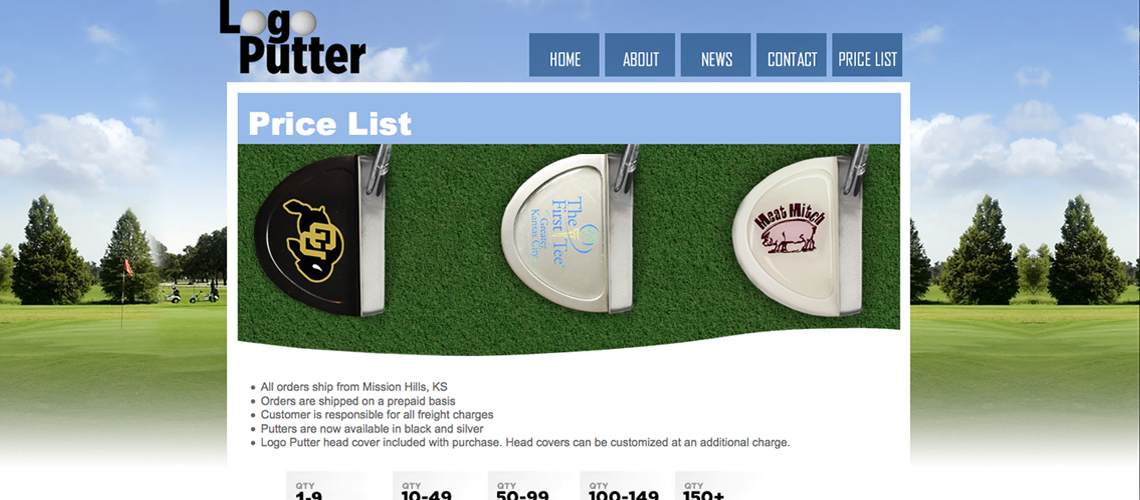 Logo
Putter
HOME
ABOUT
NEWS
CONTACT
PRICE LIST
Price List
CU
The
First Tee
of Greater
Kansas City
Meat Mitch
All orders ship from Mission Hills, KS
Orders are shipped on a prepaid basis
Customer is responsible for all freight charges
Putters are now available in black and silver
Logo Putter head cover included with purchase. Head covers can be customized at an additional charge.
QTY
1-9
QTY
10-49
QTY
50-99
QTY
100-149
QTY
150+